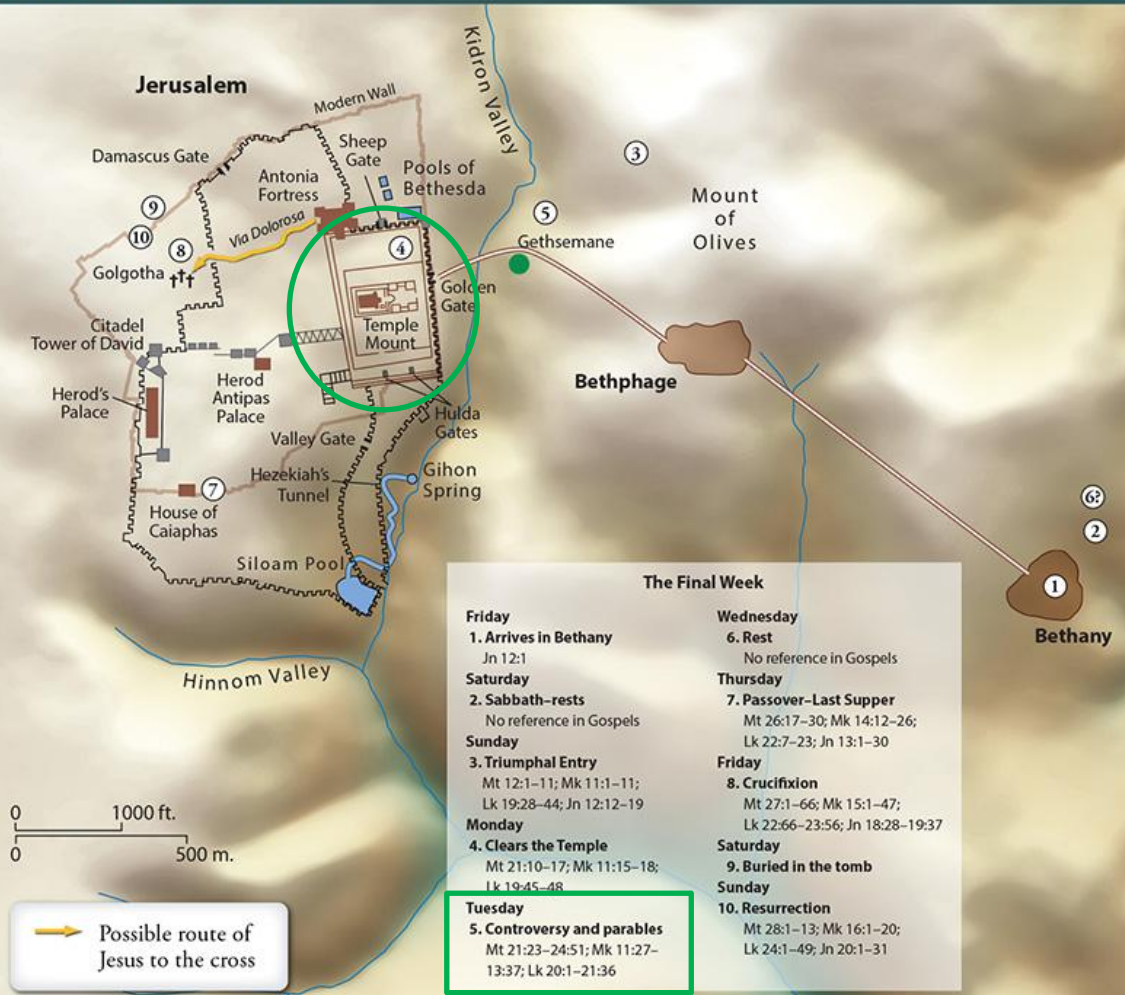 Jerusalem
Modern Wall
Kidron Valley
Damascus Gate
Sheep
Gate
Pools of
Bethesda
Antonia
Fortress
3
Mount
of
Olives
9
10
8
Via Dolorosa
4
5
Gethsemane
Golgotha
Golden
Gate
Citadel
Tower of David
Temple
Mount
Herod's
Palace
Herod
Antipas
Palace
Bethphage
Hulda
Gates
Valley Gate
Hezekiah's
Tunnel
Gihon
Spring
7
House of
Caiaphas
6?
2
1
Bethany
Siloam Pool
Hinnom Valley
0 1000 ft.
0 500 m.
Possible route of
Jesus to the cross
The Final Week
Friday
1. Arrives in Bethany
Jn 12:1
Saturday
2. Sabbath–rests
No reference in Gospels
Sunday
3. Triumphal Entry
Mt 12:1–11; Mk 11:1–11;
Lk 19:28–44; Jn 12:12–19
Monday
4. Clears the Temple
Mt 21:10–17; Mk 11:15–18;
Lk 19:45–48
Tuesday
5. Controversy and parables
Mt 21:23–24:51; Mk 11:27–
13:37; Lk 20:1–21:36
Wednesday
6. Rest
No reference in Gospels
Thursday
7. Passover–Last Supper
Mt 26:17–30; Mk 14:12–26;
Lk 22:7–23; Jn 13:1–30
Friday
8. Crucifixion
Mt 27:1–66; Mk 15:1–47;
Lk 22:66–23:56; Jn 18:28–19:37
Saturday
9. Buried in the tomb
Sunday
10. Resurrection
Mt 28:1–13; Mk 16:1–20;
Lk 24:1–49; Jn 20:1–31